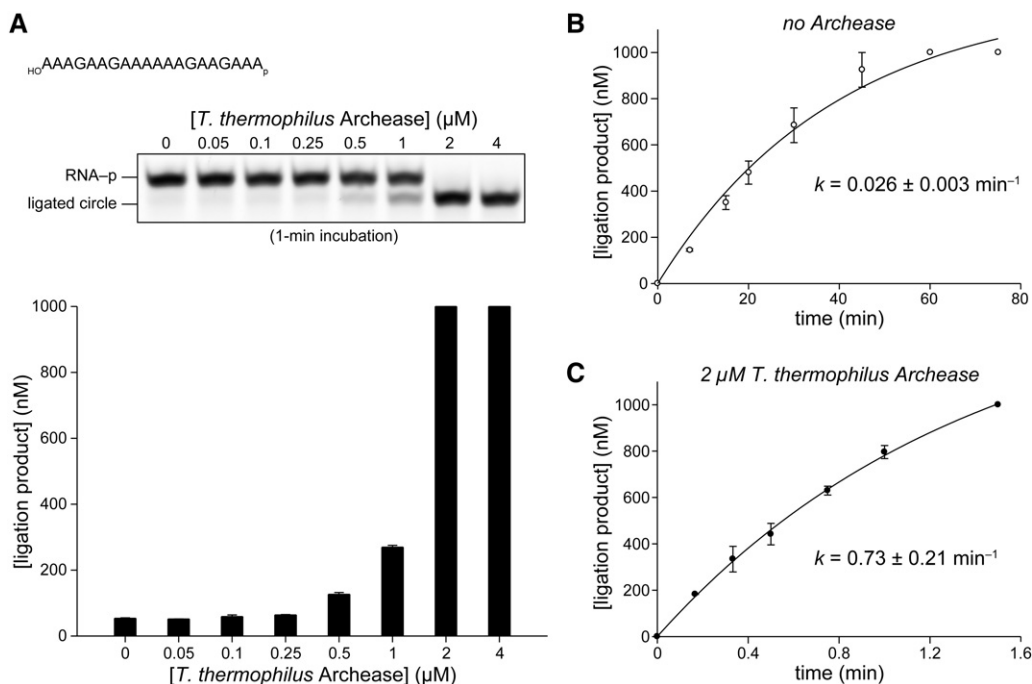 A
HOAAAGAAGAAAAAAGAAGAAAp
[T. thermophilus Archease] (µM)
0 0.05 0.1 0.25 0.5 1 2 4
RNA–p
ligated circle
(1-min incubation)
1000
800
600
400
200
0
[ligation product] (nM)
0 0.05 0.1 0.25 0.5 1 2 4
[T. thermophilus Archease] (µM)
B
no Archease
1000
800
600
400
200
0
[ligation product] (nM)
k = 0.026 ± 0.003 min–1
0 20 40 60 80
time (min)
C
2 µM T. thermophilus Archease
1000
800
600
400
200
0
[ligation product] (nM)
k = 0.73 ± 0.21 min–1
0 0.4 0.8 1.2 1.6
time (min)